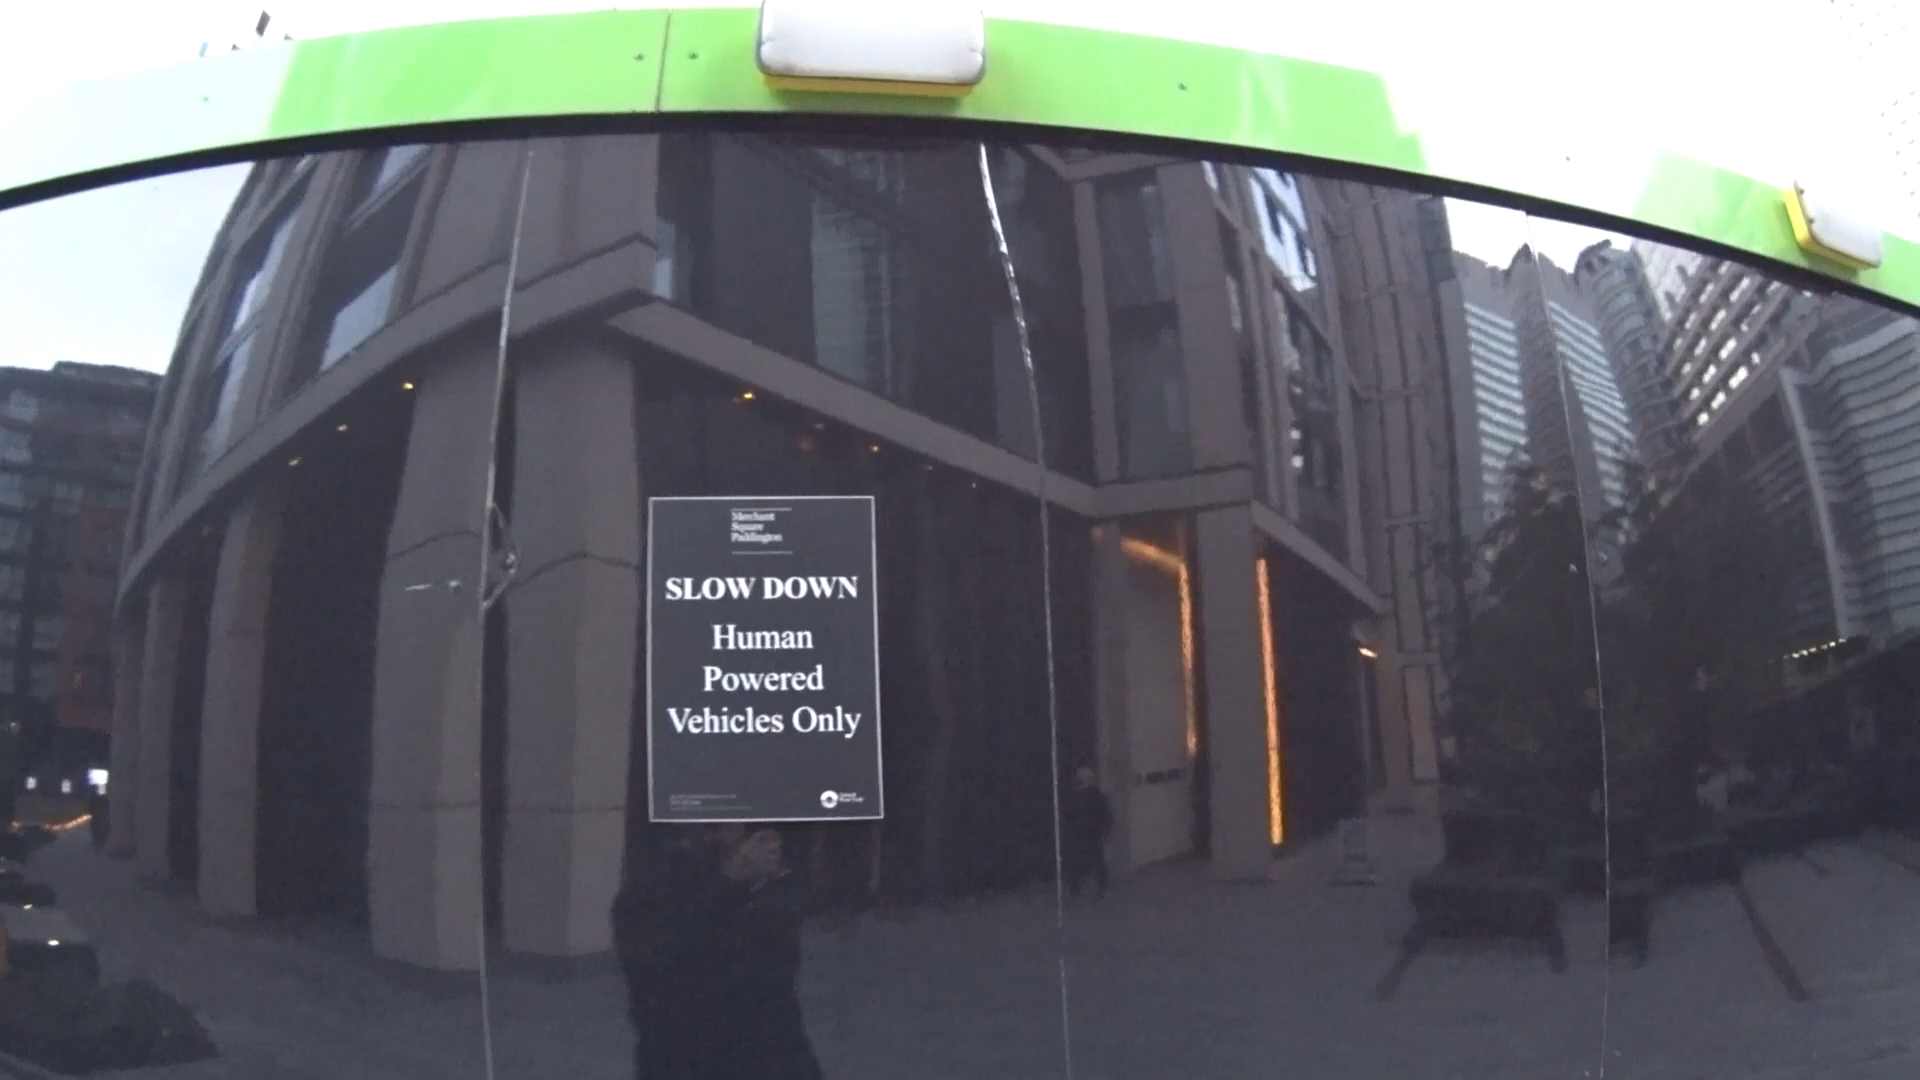 Merchant
Square
Paddington
SLOW DOWN
Human
Powered
Vehicles Only